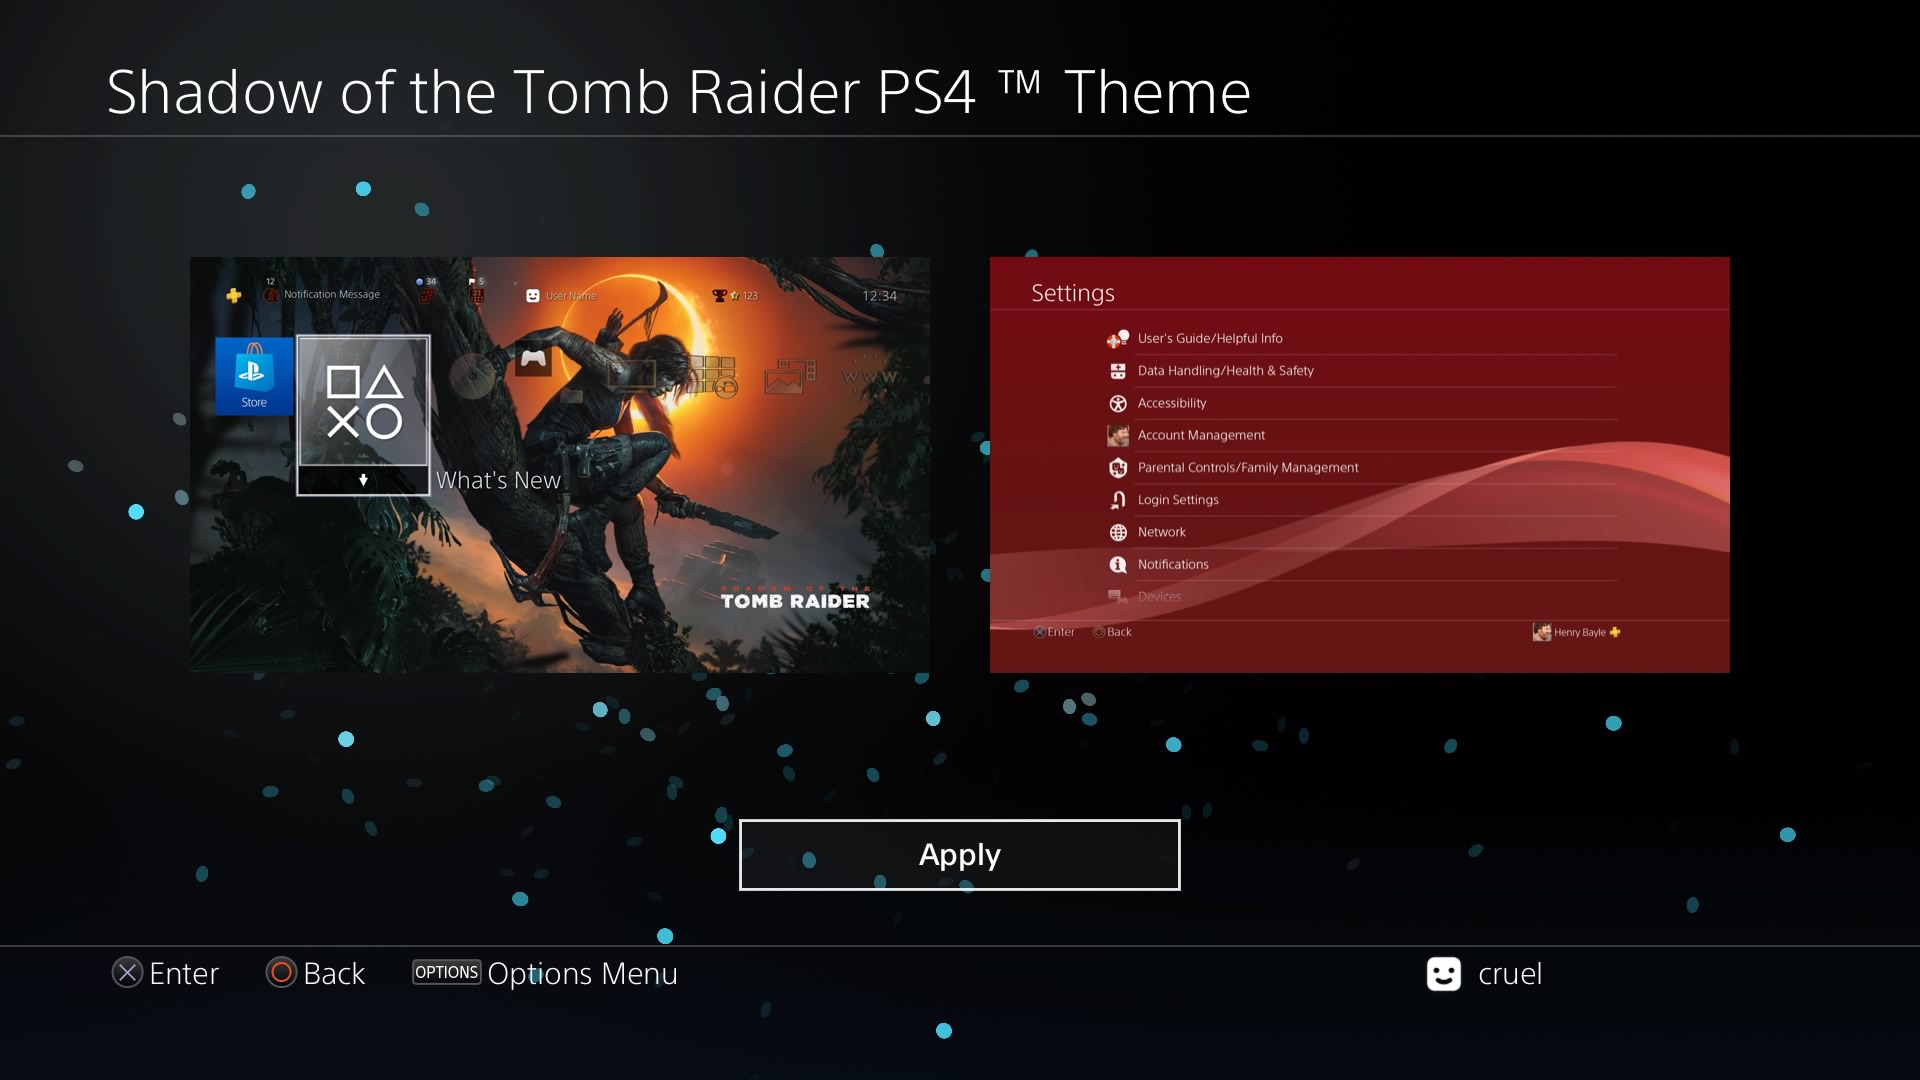 Shadow of the Tomb Raider PS4 ™ Theme
12
Notification Message
34
5
31
User Name
123
12:34
Store
What's New
WWW
SHADOW OF THE
TOMB RAIDER
Settings
User's Guide/Helpful Info
Data Handling/Health & Safety
Accessibility
Account Management
Parental Controls/Family Management
Login Settings
Network
Notifications
Devices
Enter
Back
Henry Bayle
Apply
Enter
Back
OPTIONS Options Menu
cruel